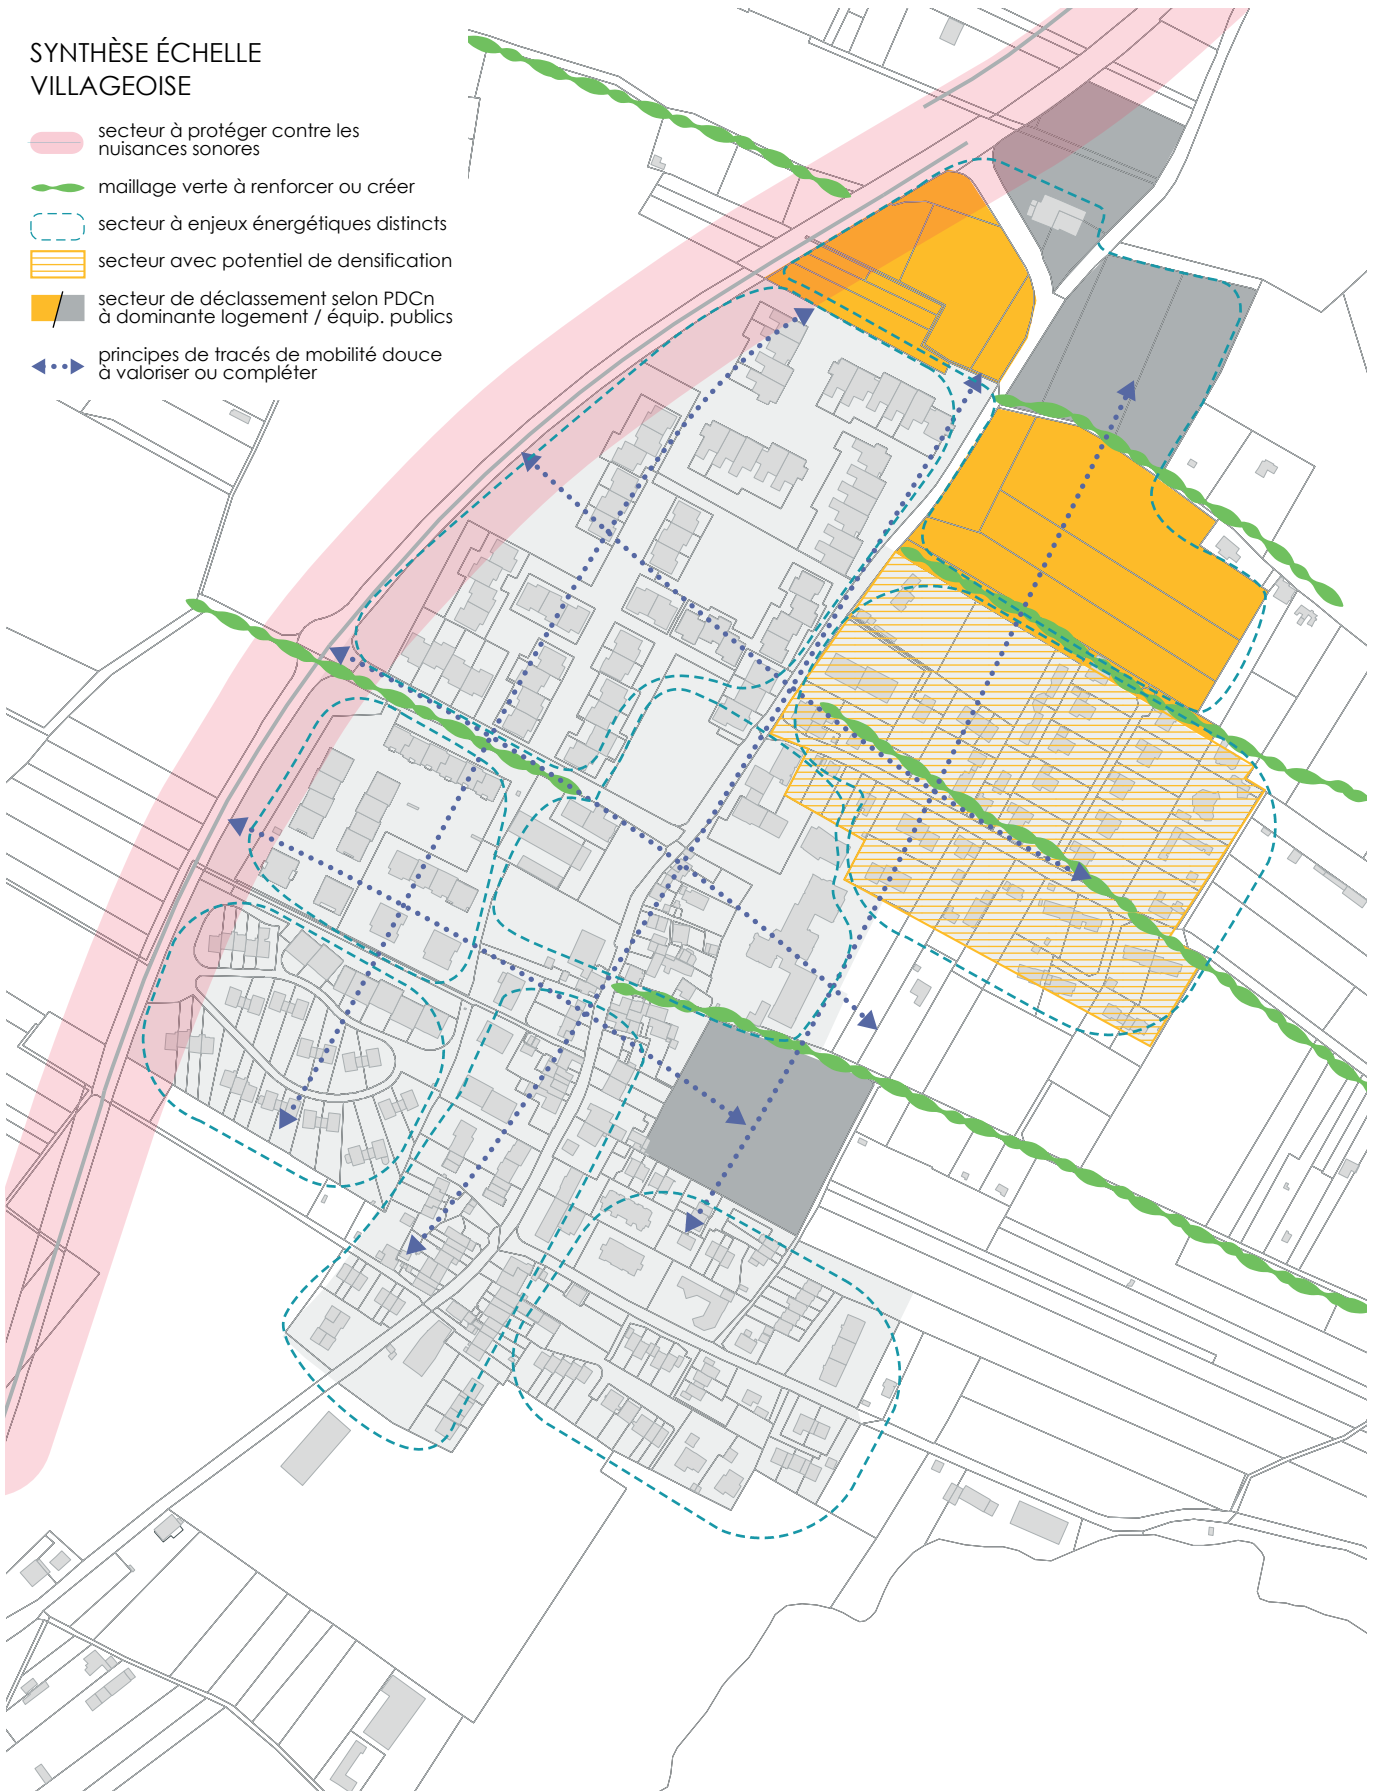 SYNTHÈSE ÉCHELLE
VILLAGEOISE
secteur à protéger contre les
nuisances sonores
maillage verte à renforcer ou créer
secteur à enjeux énergétiques distincts
secteur avec potentiel de densification
secteur de déclassement selon PDCn
à dominante logement / équip. publics
principes de tracés de mobilité douce
à valoriser ou compléter